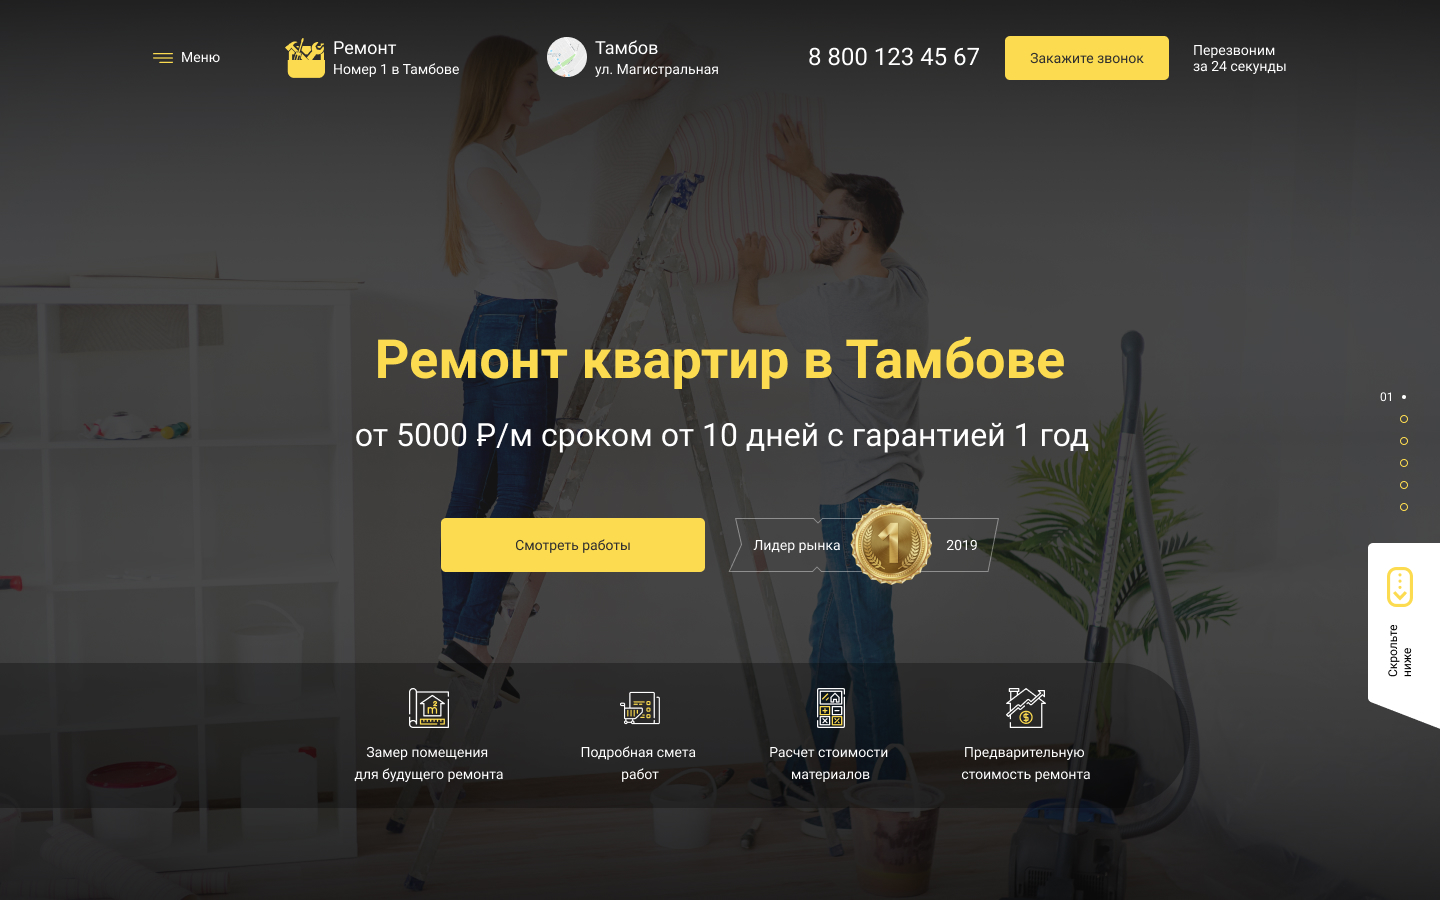 Меню
Ремонт
Номер 1 в Тамбове
Тамбов
ул. Магистральная
8 800 123 45 67
Закажите звонок
Перезвоним
за 24 секунды
Ремонт квартир в Тамбове
от 5000 ₽/м сроком от 10 дней с гарантией 1 год
01
Смотреть работы
Лидер рынка
1
2019
Скрольте
ниже
m²
$
Замер помещения
для будущего ремонта
Подробная смета
работ
Расчет стоимости
материалов
Предварительную
стоимость ремонта